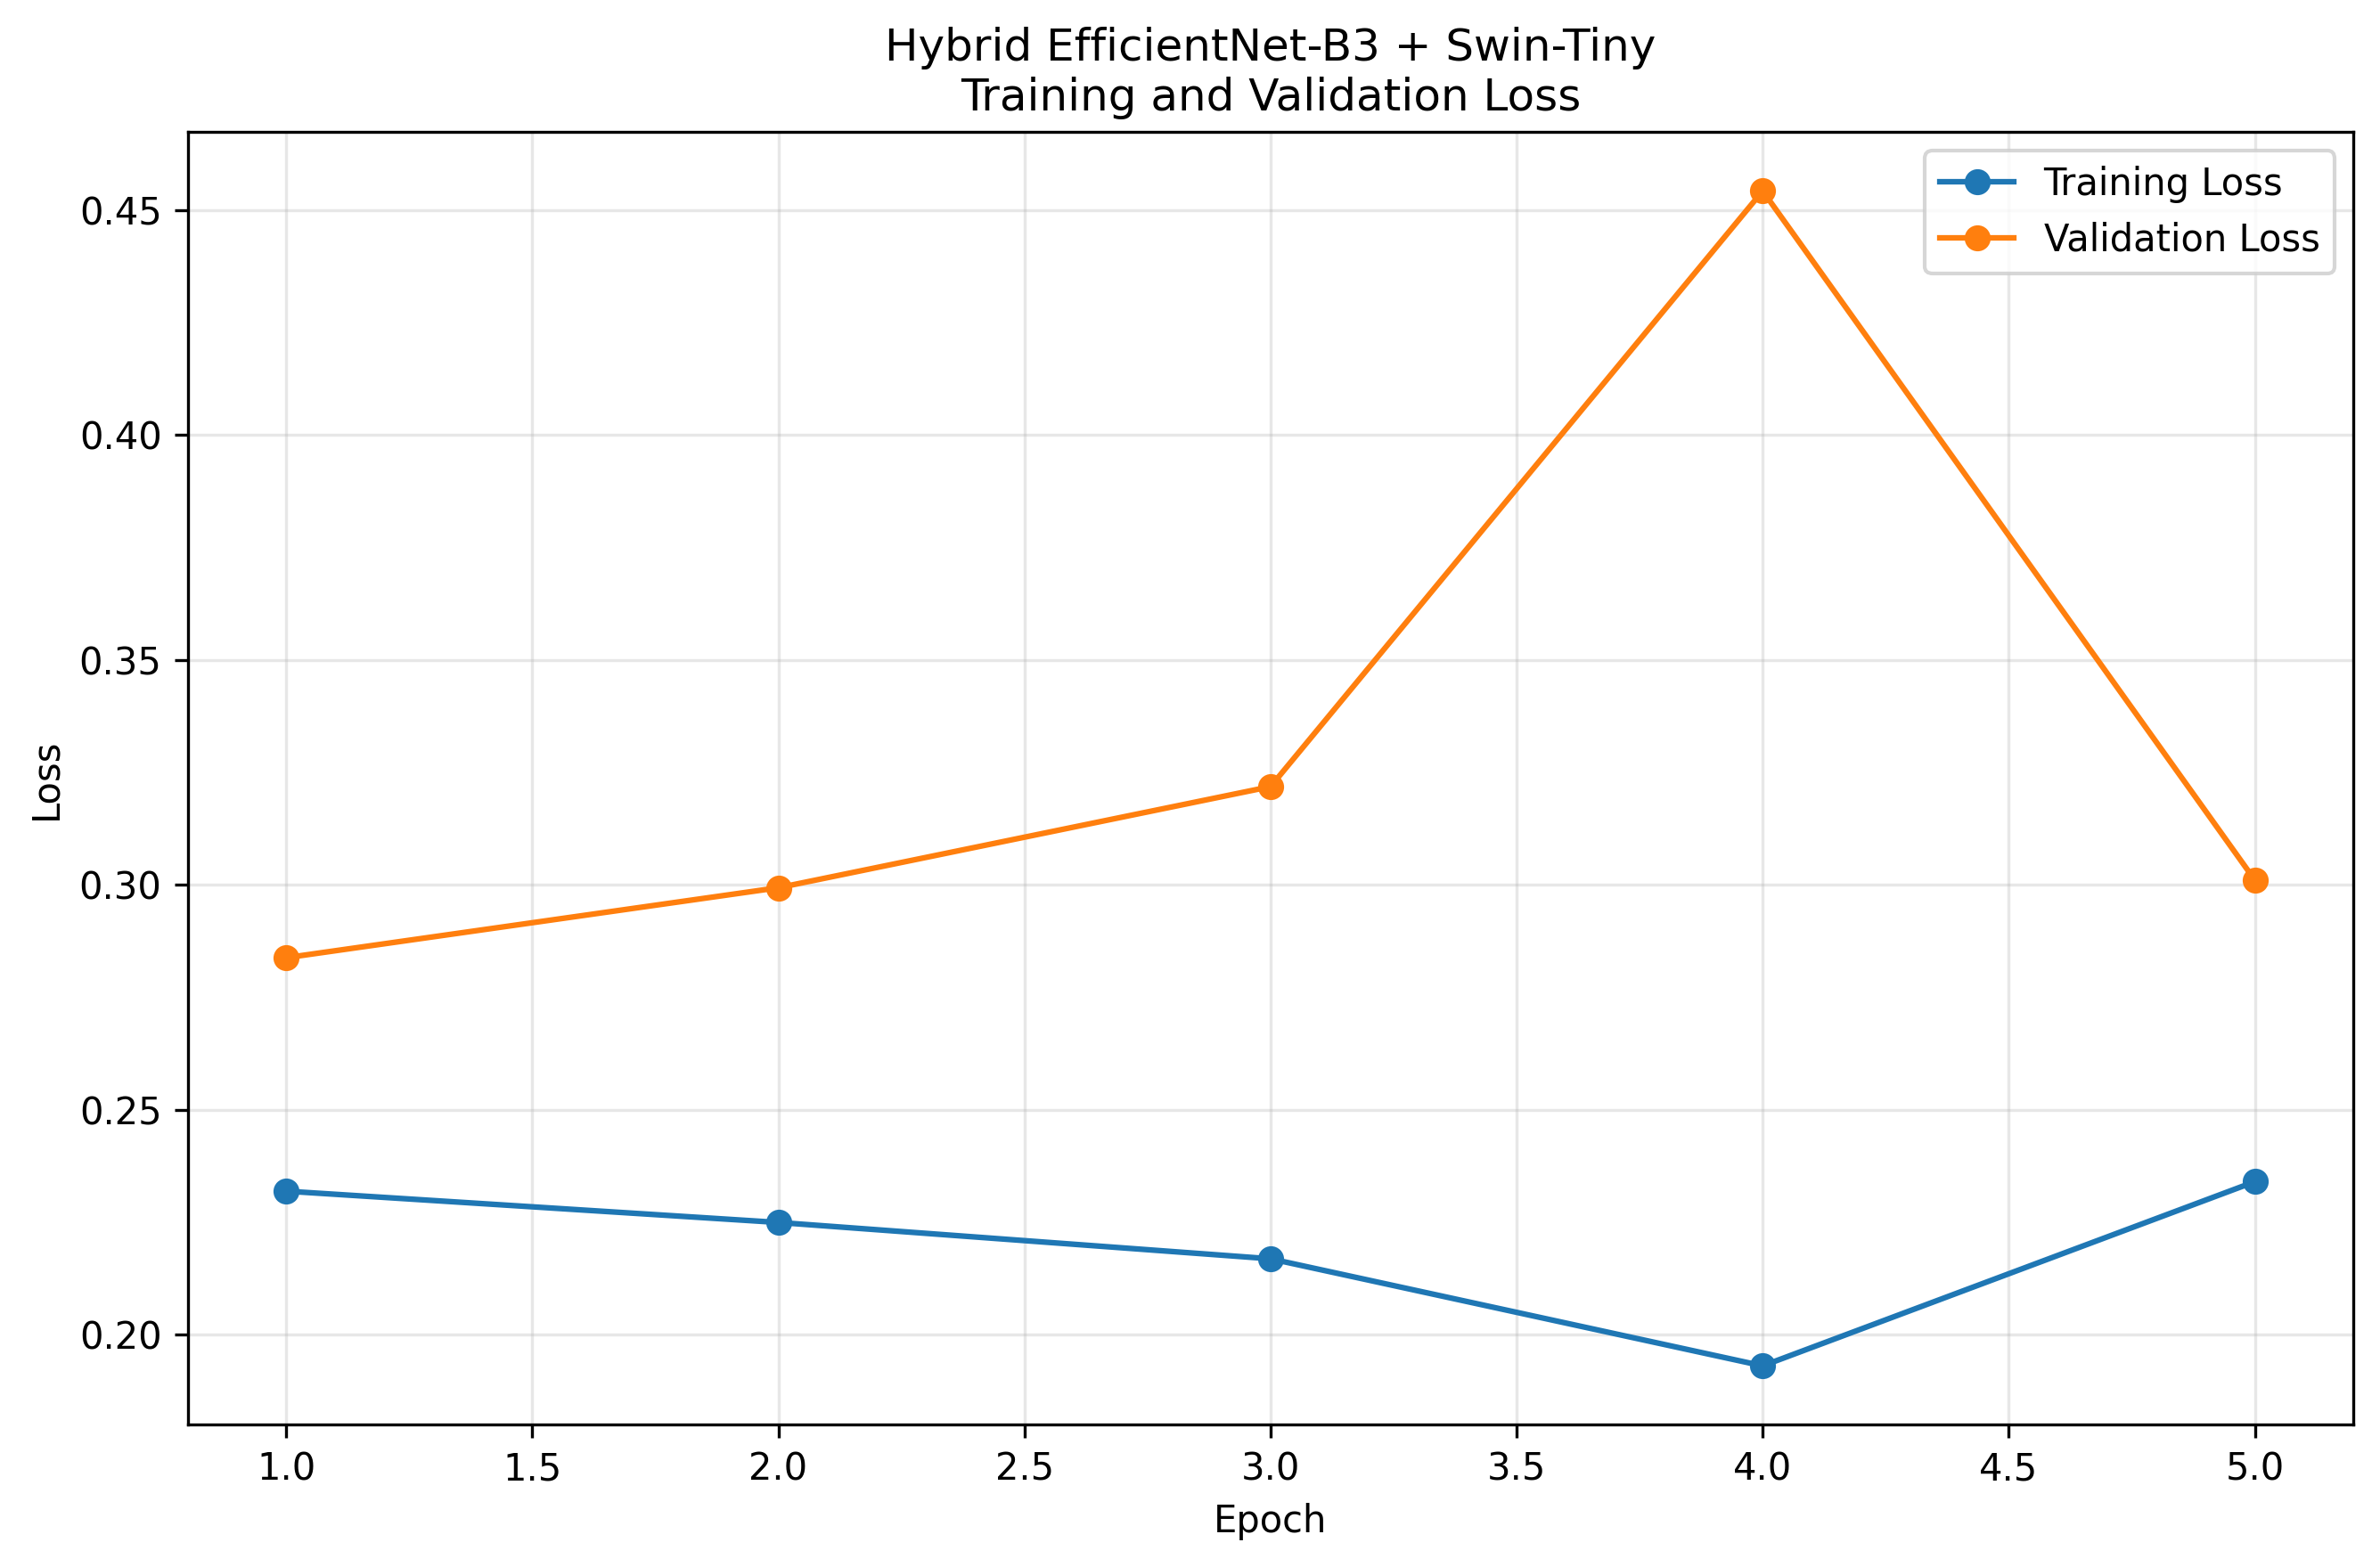 Hybrid EfficientNet-B3 + Swin-Tiny
Training and Validation Loss
Training Loss
Validation Loss
0.45
0.40
0.35
0.30
0.25
0.20
Loss
1.0 1.5 2.0 2.5 3.0 3.5 4.0 4.5 5.0
Epoch